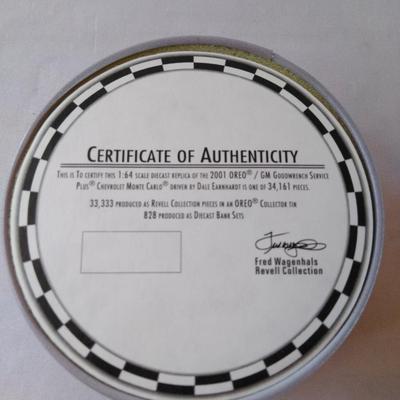 CERTIFICATE OF AUTHENTICITY
THIS IS TO CERTIFY THIS 1:64 SCALE DIECAST REPLICA OF THE 2001 OREO® / GM GOODWRENCH SERVICE
PLUS® CHEVROLET MONTE CARLO® DRIVEN BY DALE EARNHARDT IS ONE OF 34,161 PIECES.
33,333 PRODUCED AS REVELL COLLECTION PIECES IN AN OREO® COLLECTOR TIN
828 PRODUCED AS DIECAST BANK SETS
Fred Wagenhals
Revell Collection